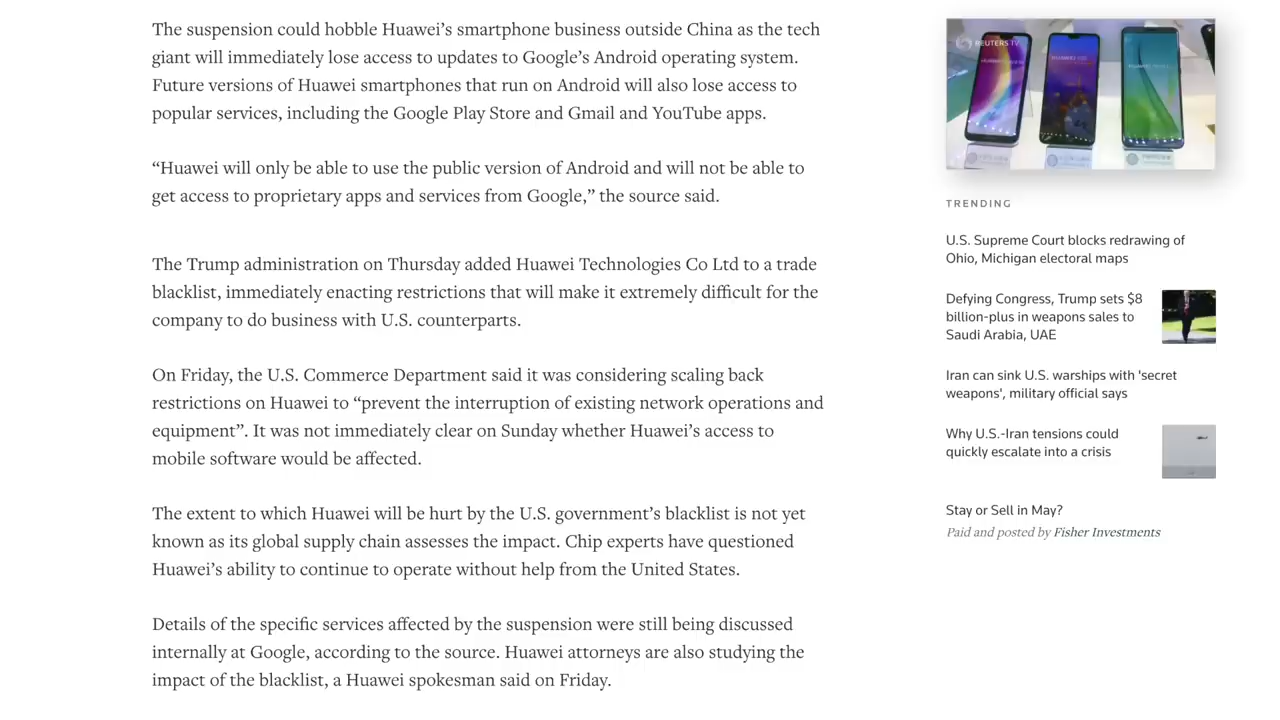 The suspension could hobble Huawei’s smartphone business outside China as the tech
giant will immediately lose access to updates to Google’s Android operating system.
Future versions of Huawei smartphones that run on Android will also lose access to
popular services, including the Google Play Store and Gmail and YouTube apps.
“Huawei will only be able to use the public version of Android and will not be able to
get access to proprietary apps and services from Google,” the source said.
The Trump administration on Thursday added Huawei Technologies Co Ltd to a trade
blacklist, immediately enacting restrictions that will make it extremely difficult for the
company to do business with U.S. counterparts.
On Friday, the U.S. Commerce Department said it was considering scaling back
restrictions on Huawei to “prevent the interruption of existing network operations and
equipment”. It was not immediately clear on Sunday whether Huawei’s access to
mobile software would be affected.
The extent to which Huawei will be hurt by the U.S. government’s blacklist is not yet
known as its global supply chain assesses the impact. Chip experts have questioned
Huawei’s ability to continue to operate without help from the United States.
Details of the specific services affected by the suspension were still being discussed
internally at Google, according to the source. Huawei attorneys are also studying the
impact of the blacklist, a Huawei spokesman said on Friday.
REUTERS TV
TRENDING
U.S. Supreme Court blocks redrawing of
Ohio, Michigan electoral maps
Defying Congress, Trump sets $8
billion-plus in weapons sales to
Saudi Arabia, UAE
Iran can sink U.S. warships with 'secret
weapons', military official says
Why U.S.-Iran tensions could
quickly escalate into a crisis
Stay or Sell in May?
Paid and posted by Fisher Investments